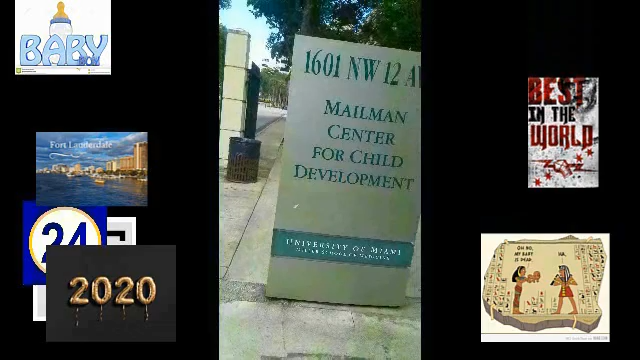 BABY
Fort Lauderdale
24
2020
1601 NW 12 A
MAILMAN
CENTER
FOR CHILD
DEVELOPMENT
UNIVERSITY OF MIAMI
BEST
IN THE
WORLD
OH NO,
MY BABY
IS DEAD.